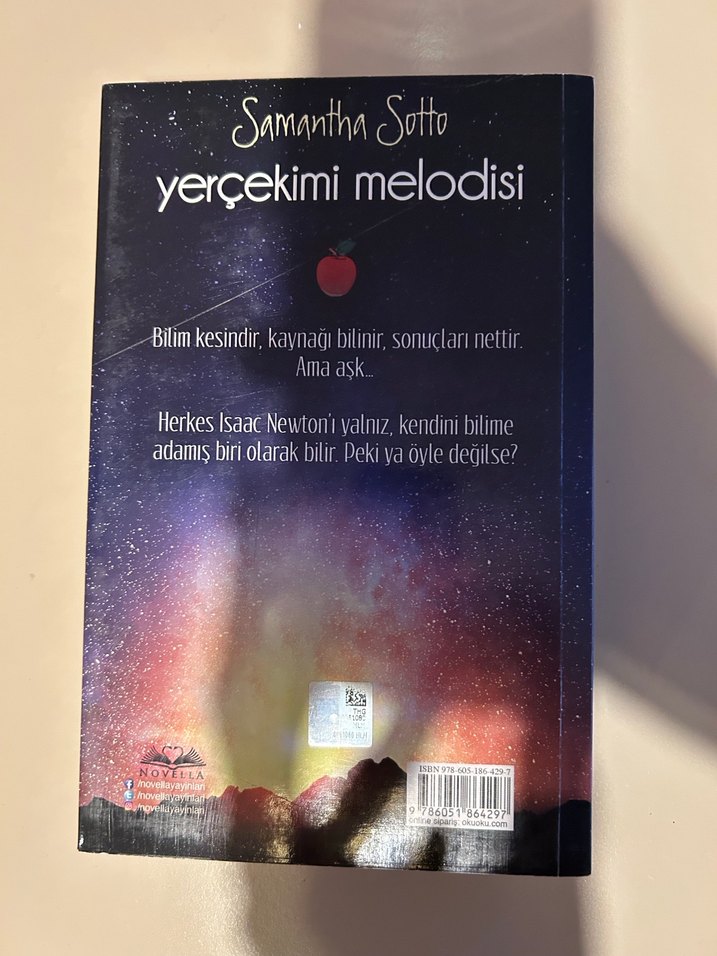 Samantha Sotto
yerçekimi melodisi
Bilim kesindir, kaynağı bilinir, sonuçları nettir.
Ama aşk...
Herkes Isaac Newton'ı yalnız, kendini bilime
adamış biri olarak bilir. Peki ya öyle değilse?
THG
NOVELLA
/novellayayinlari
/novellayayinlari
/novellayayinlari
ISBN 978-605-186-429-7
9 786051 864297
online sipariş: okuoku.com